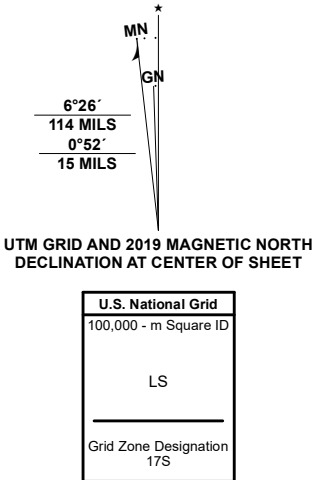 ★
MN
GN
6°26´
114 MILS
0°52´
15 MILS
UTM GRID AND 2019 MAGNETIC NORTH
DECLINATION AT CENTER OF SHEET
U.S. National Grid
100,000 - m Square ID
LS
Grid Zone Designation
17S